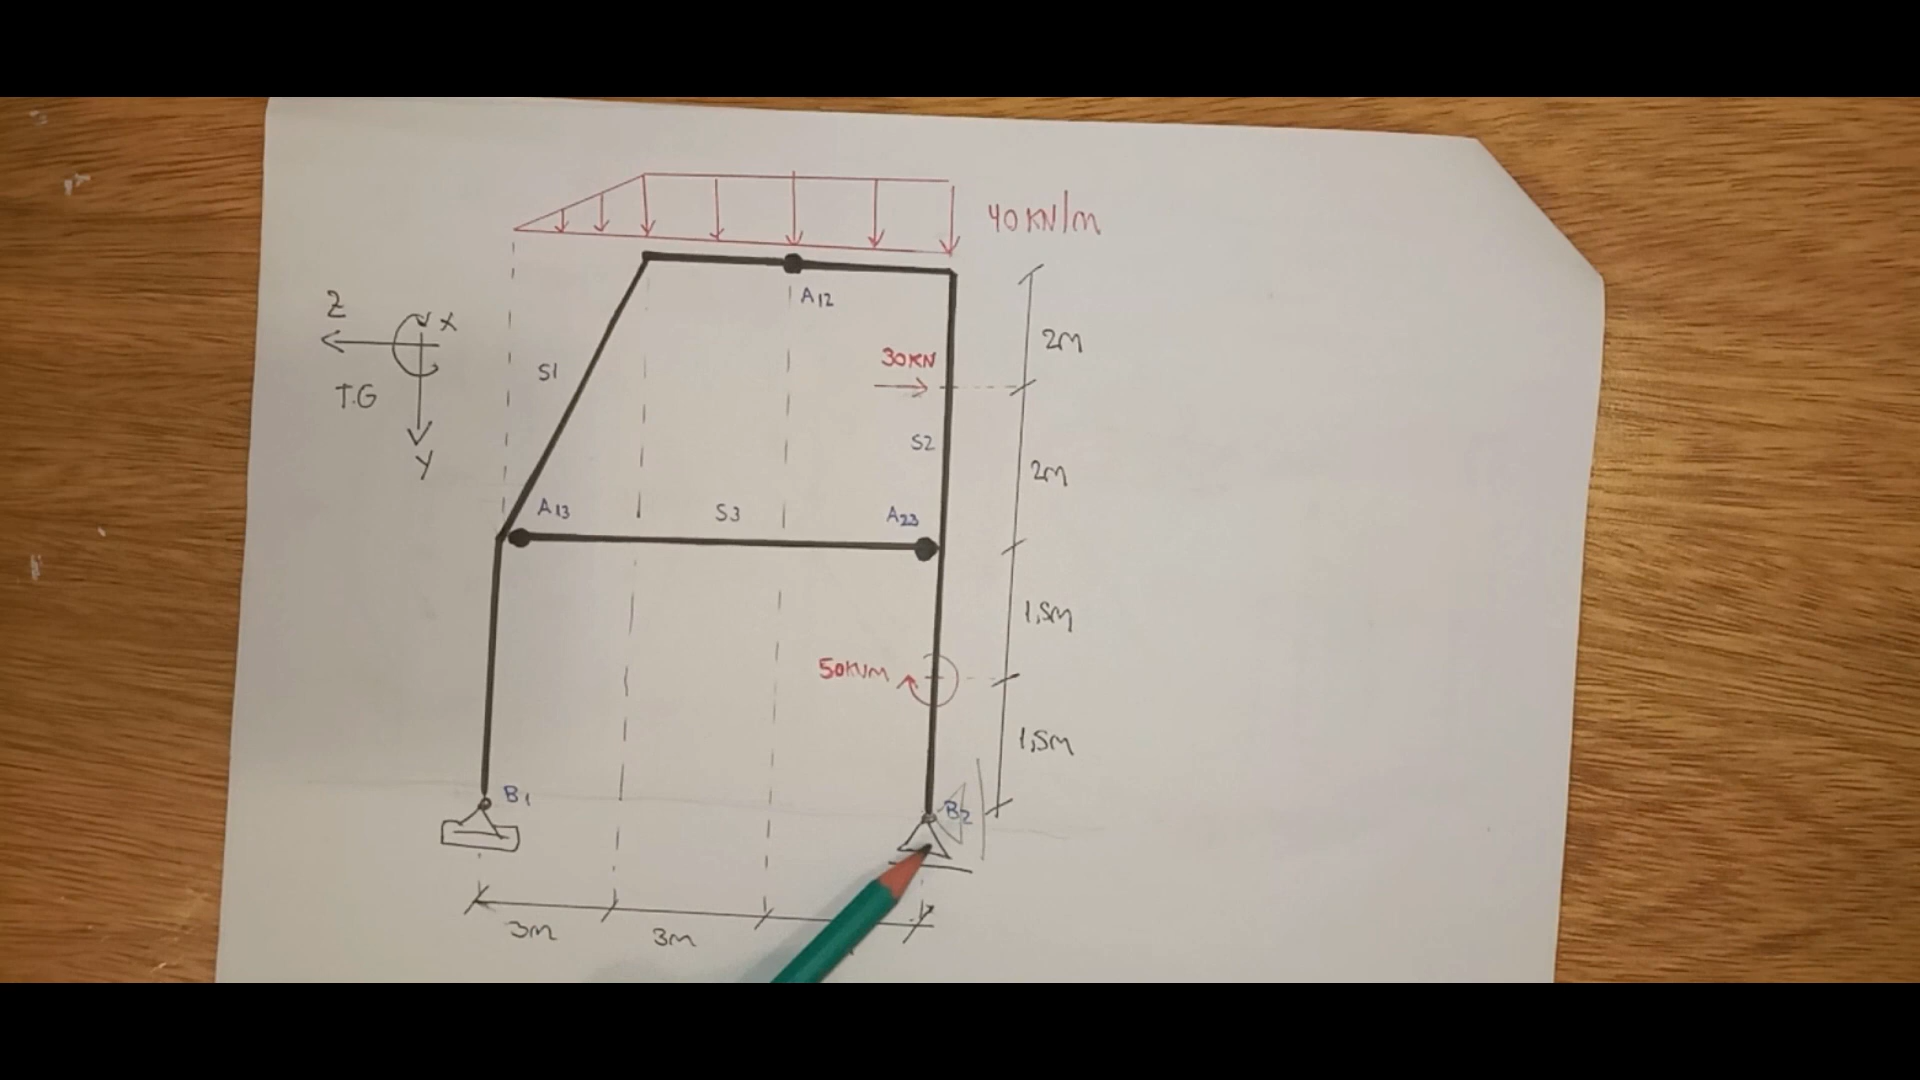 40 KN/m
Z
X
T.G
Y
A12
S1
30KN
2m
S2
2m
A13
S3
A23
1,5m
50KNm
1,5m
B1
B2
3m
3m